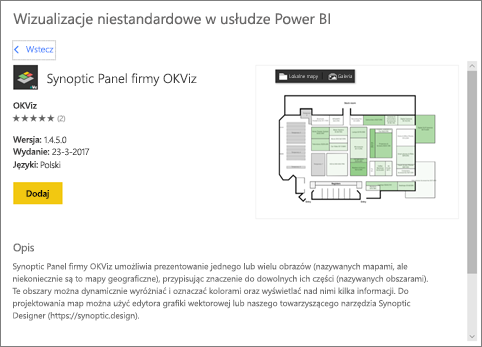 Wizualizacje niestandardowe w usłudze Power BI
Wstecz
Synoptic Panel firmy OKViz
OKViz
(2)
Wersja: 1.4.5.0
Wydanie: 23-3-2017
Języki: Polski
Dodaj
Lokalne mapy
Galeria
Opis
Synoptic Panel firmy OKViz umożliwia prezentowanie jednego lub wielu obrazów (nazywanych mapami, ale
niekoniecznie są to mapy geograficzne), przypisując znaczenie do dowolnych ich części (nazywanych obszarami).
Te obszary można dynamicznie wyróżniać i oznaczać kolorami oraz wyświetlać nad nimi kilka informacji. Do
projektowania map można użyć edytora grafiki wektorowej lub naszego towarzyszącego narzędzia Synoptic
Designer (https://synoptic.design).